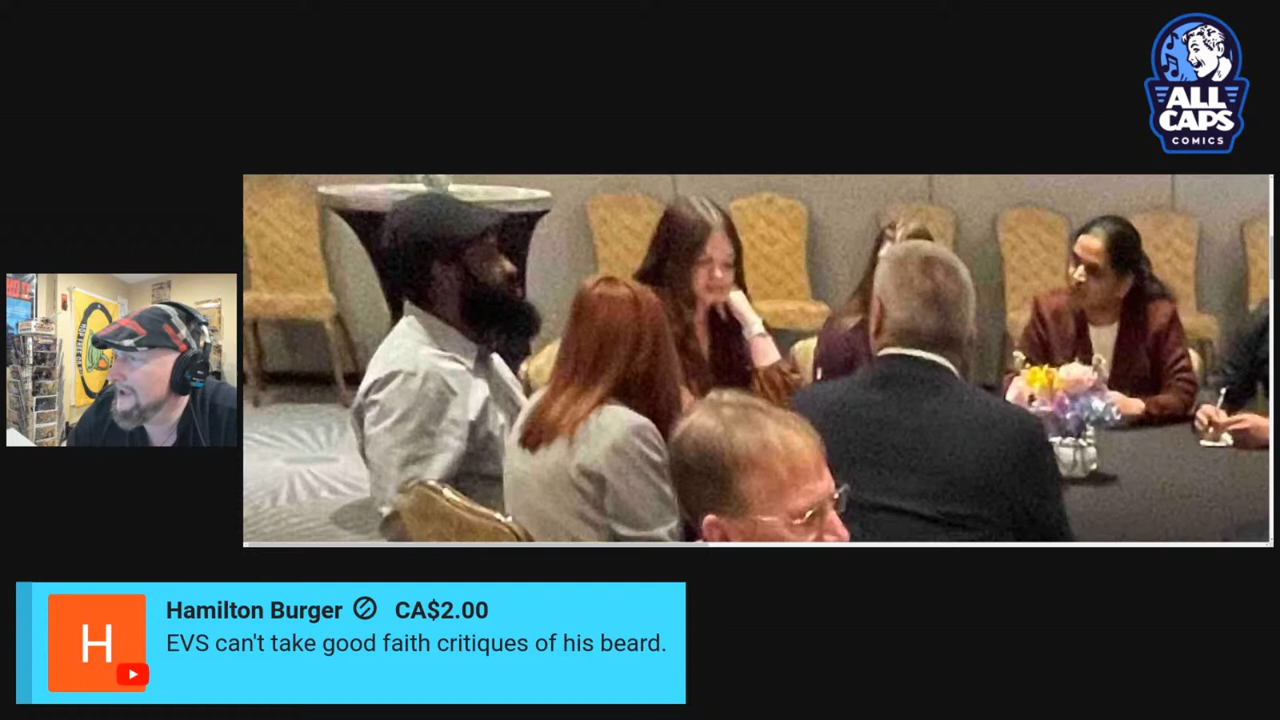 ALL
CAPS
COMICS
Hamilton Burger CA$2.00
EVS can't take good faith critiques of his beard.
H